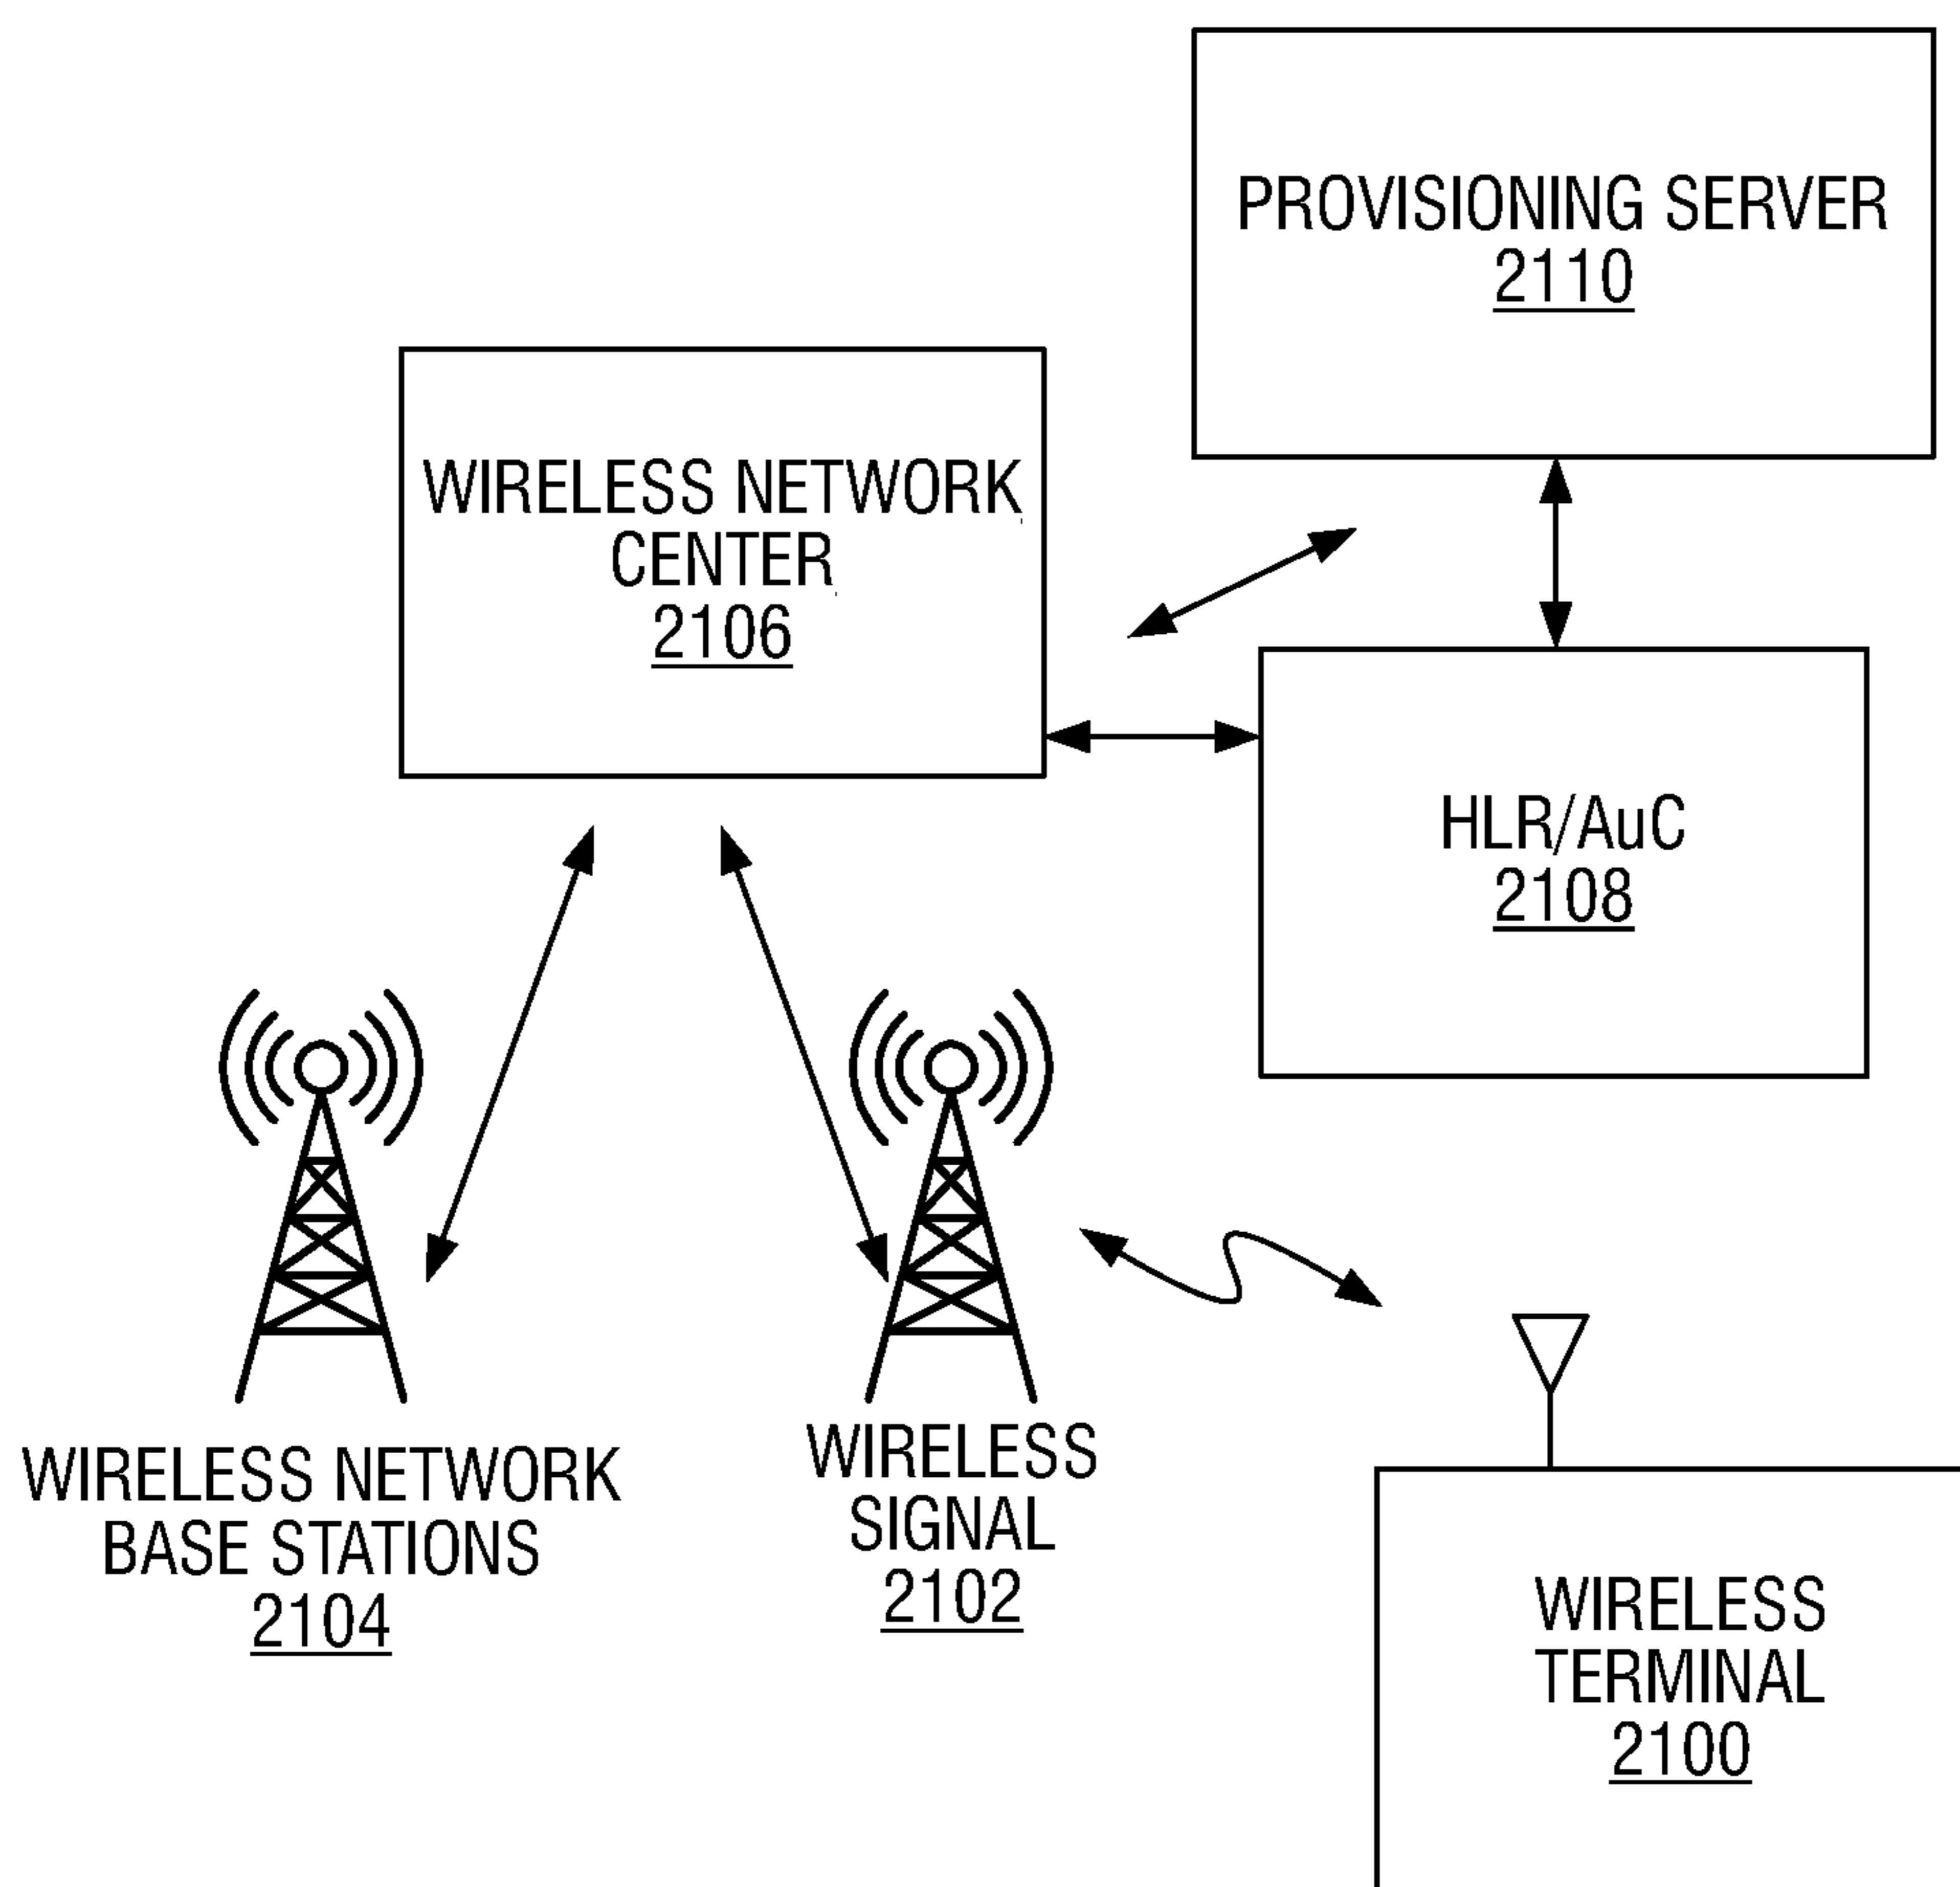 PROVISIONING SERVER
2110
WIRELESS NETWORK
CENTER
2106
HLR/AuC
2108
WIRELESS NETWORK
BASE STATIONS
2104
WIRELESS
SIGNAL
2102
WIRELESS
TERMINAL
2100